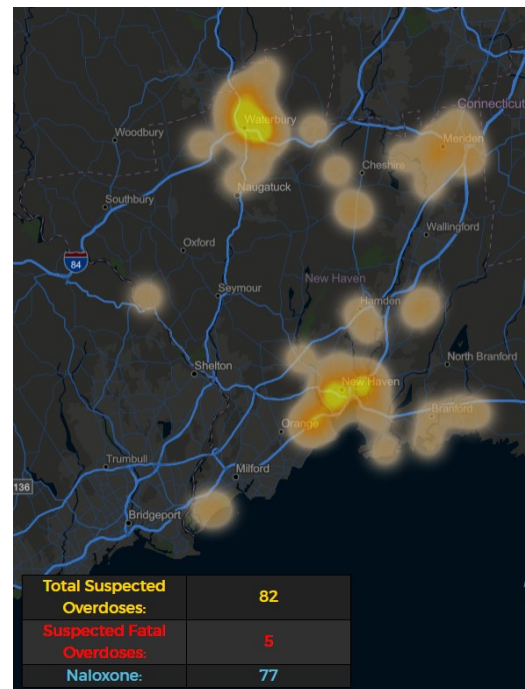 Connecticut
Waterbury
Woodbury
Meriden
Cheshire
Naugatuck
Southbury
Wallingford
Oxford
84
New Haven
Seymour
Hamden
North Branford
Shelton
New Haven
Branford
Orange
Trumbull
Milford
136
Bridgeport
Total Suspected
Overdoses:
82
Suspected Fatal
Overdoses:
5
Naloxone:
77